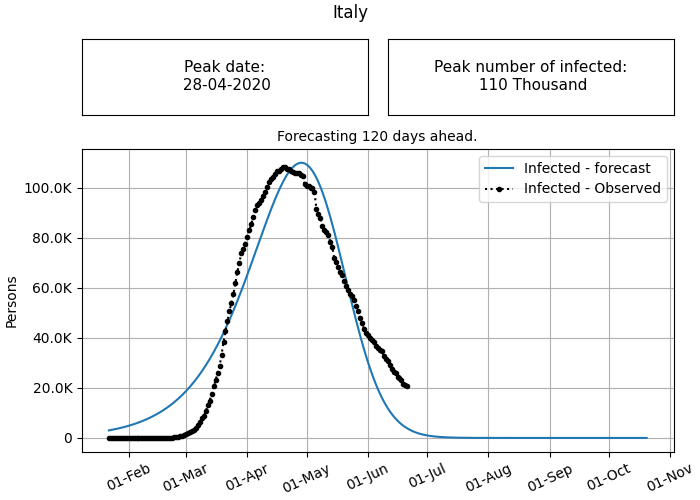 Italy
Peak date:
28-04-2020
Peak number of infected:
110 Thousand
Forecasting 120 days ahead.
Infected - forecast
Infected - Observed
Persons
100.0K
80.0K
60.0K
40.0K
20.0K
0
01-Feb
01-Mar
01-Apr
01-May
01-Jun
01-Jul
01-Aug
01-Sep
01-Oct
01-Nov